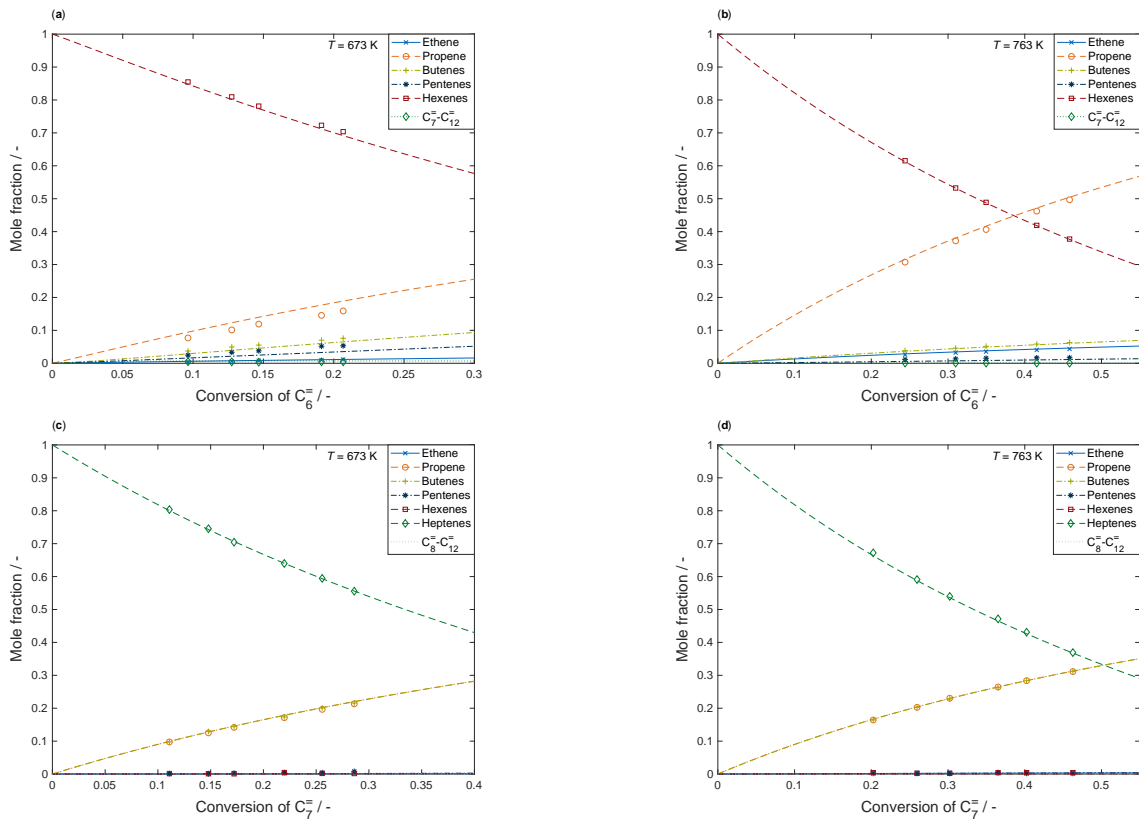 (a)
T = 673 K
Ethene
Propene
Butenes
Pentenes
Hexenes
C7=-C12=
Mole fraction / -
1
0.9
0.8
0.7
0.6
0.5
0.4
0.3
0.2
0.1
0
0 0.05 0.1 0.15 0.2 0.25 0.3
Conversion of C6= / -
(b)
T = 763 K
Ethene
Propene
Butenes
Pentenes
Hexenes
C7=-C12=
Mole fraction / -
1
0.9
0.8
0.7
0.6
0.5
0.4
0.3
0.2
0.1
0
0 0.1 0.2 0.3 0.4 0.5
Conversion of C6= / -
(c)
T = 673 K
Ethene
Propene
Butenes
Pentenes
Hexenes
Heptenes
C8=-C12=
Mole fraction / -
1
0.9
0.8
0.7
0.6
0.5
0.4
0.3
0.2
0.1
0
0 0.05 0.1 0.15 0.2 0.25 0.3 0.35 0.4
Conversion of C7= / -
(d)
T = 763 K
Ethene
Propene
Butenes
Pentenes
Hexenes
Heptenes
C8=-C12=
Mole fraction / -
1
0.9
0.8
0.7
0.6
0.5
0.4
0.3
0.2
0.1
0
0 0.1 0.2 0.3 0.4 0.5
Conversion of C7= / -